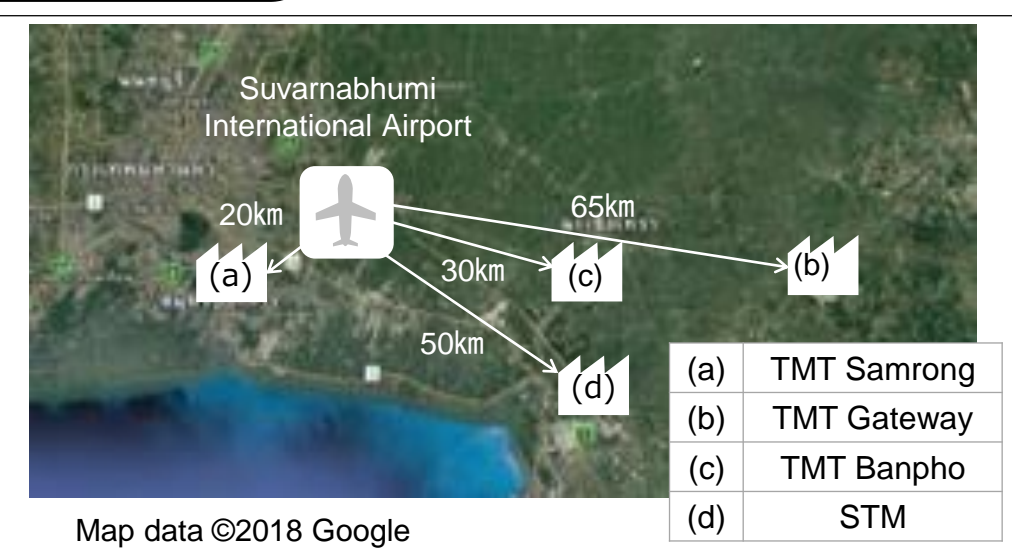 Suvarnabhumi
International Airport
20km
65km
(a)
30km
(c)
(b)
50km
(d)
(a) TMT Samrong
(b) TMT Gateway
(c) TMT Banpho
(d) STM
Map data ©2018 Google